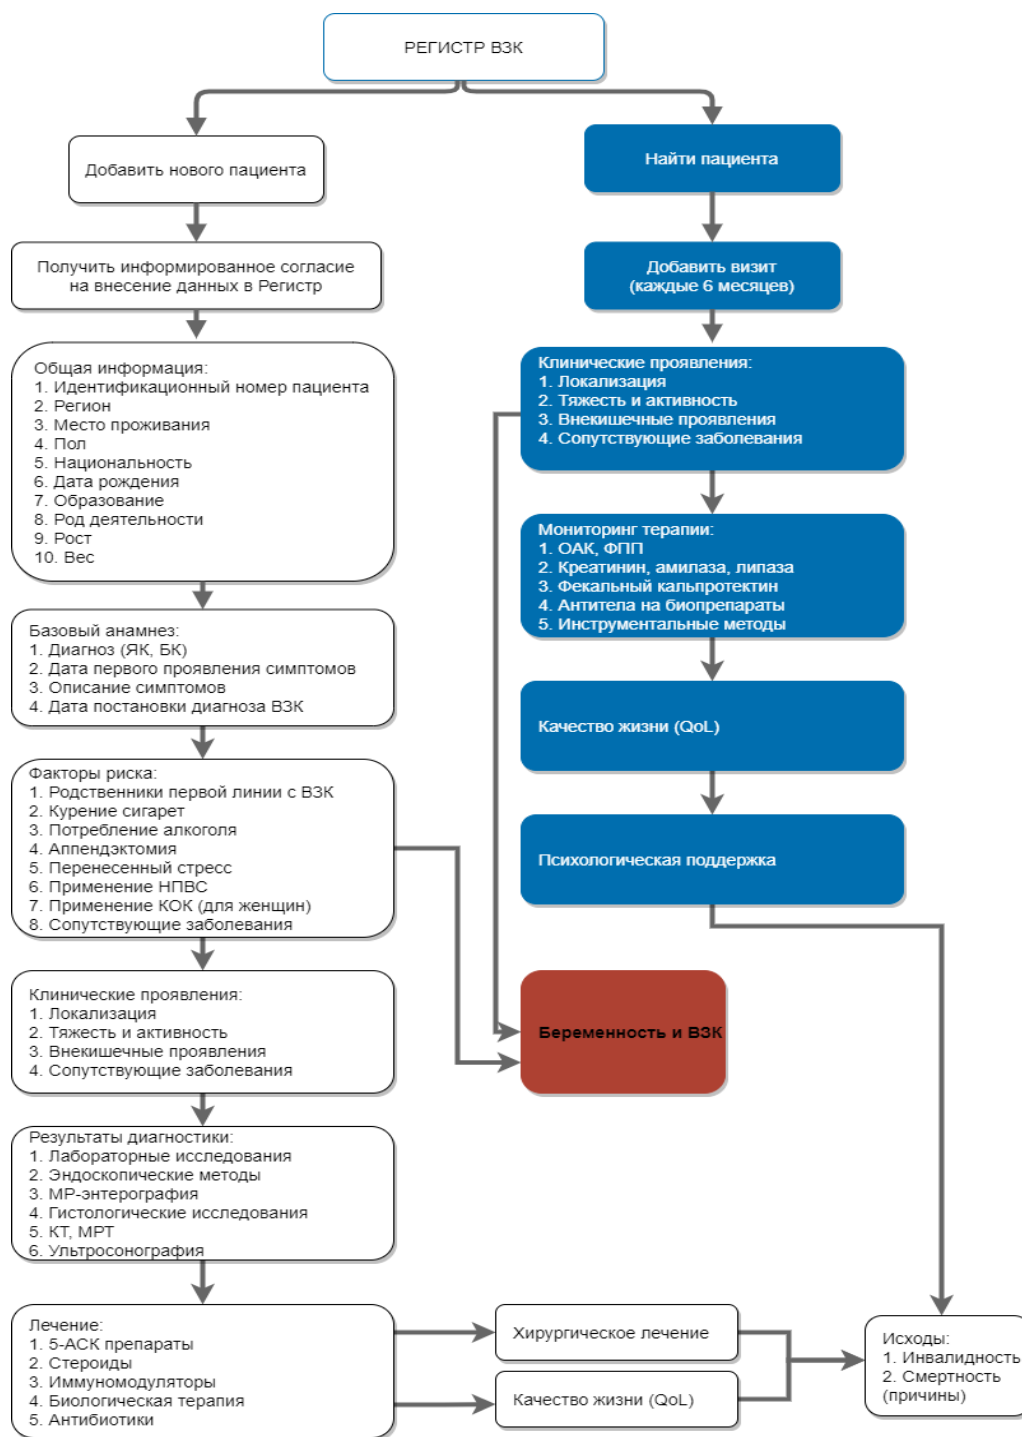 РЕГИСТР ВЗК
Добавить нового пациента
Получить информированное согласие
на внесение данных в Регистр
Общая информация:
1. Идентификационный номер пациента
2. Регион
3. Место проживания
4. Пол
5. Национальность
6. Дата рождения
7. Образование
8. Род деятельности
9. Рост
10. Вес
Базовый анамнез:
1. Диагноз (ЯК, БК)
2. Дата первого проявления симптомов
3. Описание симптомов
4. Дата постановки диагноза ВЗК
Факторы риска:
1. Родственники первой линии с ВЗК
2. Курение сигарет
3. Потребление алкоголя
4. Аппендэктомия
5. Перенесенный стресс
6. Применение НПВС
7. Применение КОК (для женщин)
8. Сопутствующие заболевания
Клинические проявления:
1. Локализация
2. Тяжесть и активность
3. Внекишечные проявления
4. Сопутствующие заболевания
Результаты диагностики:
1. Лабораторные исследования
2. Эндоскопические методы
3. МР-энтерография
4. Гистологические исследования
5. КТ, МРТ
6. Ультросонография
Лечение:
1. 5-АСК препараты
2. Стероиды
3. Иммуномодуляторы
4. Биологическая терапия
5. Антибиотики
Найти пациента
Добавить визит
(каждые 6 месяцев)
Клинические проявления:
1. Локализация
2. Тяжесть и активность
3. Внекишечные проявления
4. Сопутствующие заболевания
Мониторинг терапии:
1. ОАК, ФПП
2. Креатинин, амилаза, липаза
3. Фекальный кальпротектин
4. Антитела на биопрепараты
5. Инструментальные методы
Качество жизни (QoL)
Психологическая поддержка
Беременность и ВЗК
Хирургическое лечение
Качество жизни (QoL)
Исходы:
1. Инвалидность
2. Смертность
(причины)